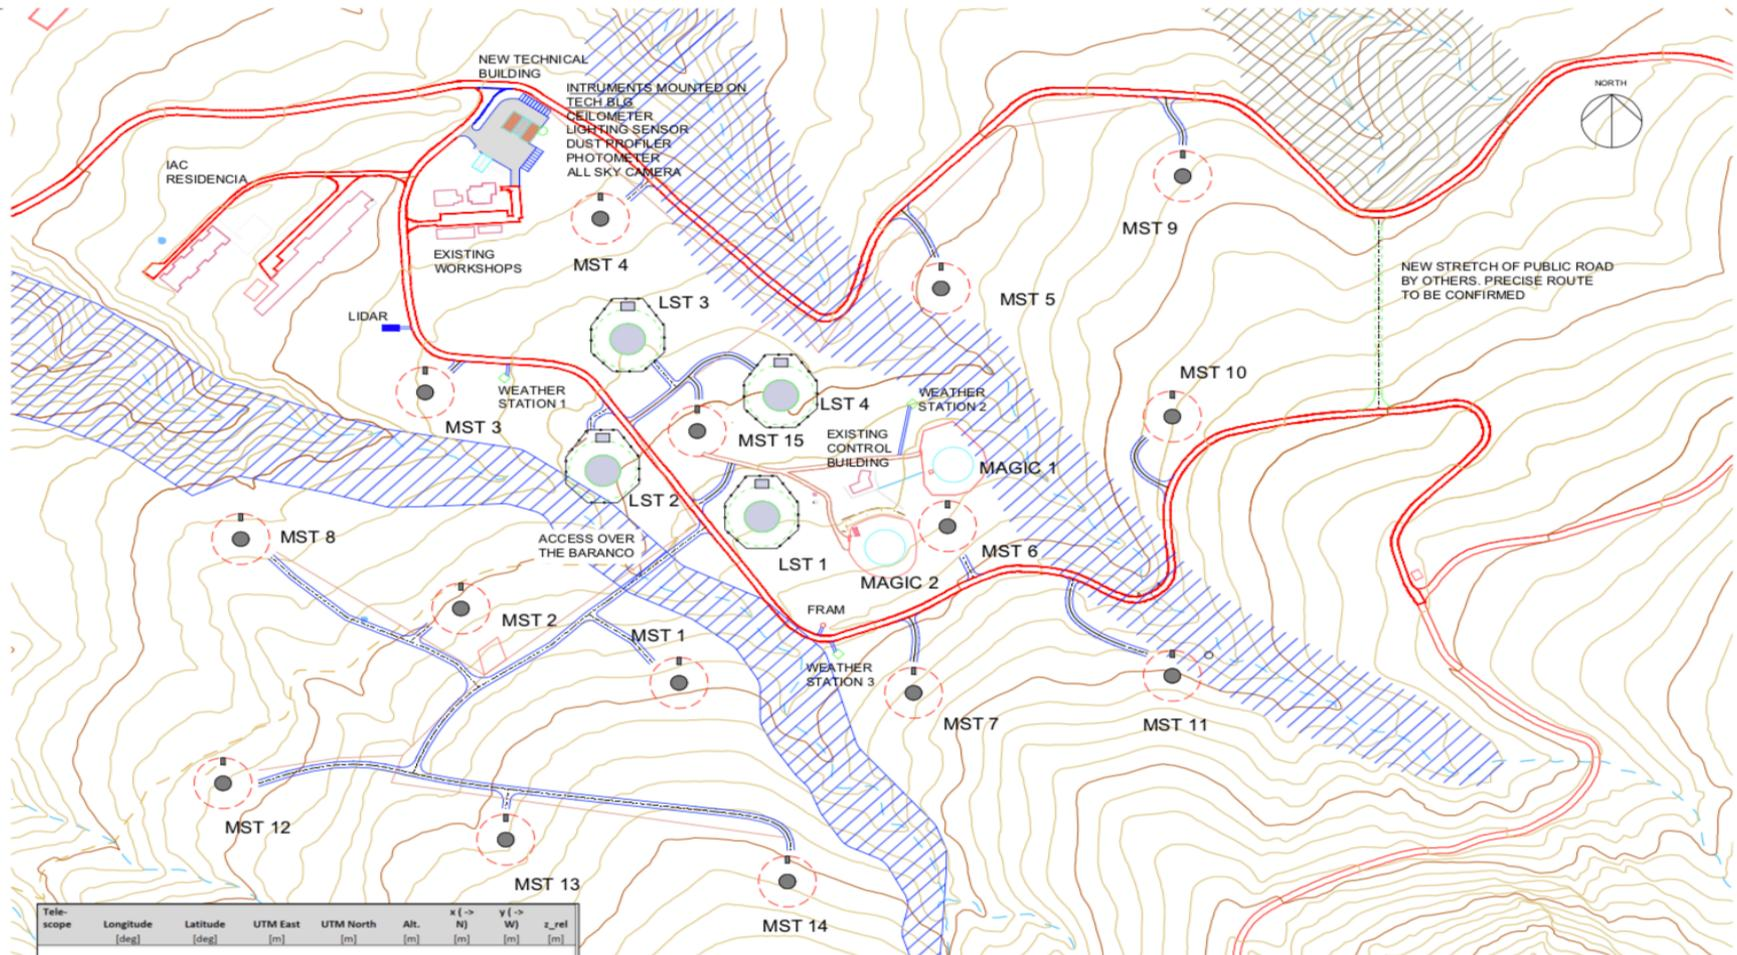 NEW TECHNICAL
BUILDING
INTRUMENTS MOUNTED ON
TECH BLG
CEILOMETER
LIGHTING SENSOR
DUST PROFILER
PHOTOMETER
ALL SKY CAMERA
NORTH
IAC
RESIDENCIA
MST 9
EXISTING
WORKSHOPS
MST 4
NEW STRETCH OF PUBLIC ROAD
BY OTHERS. PRECISE ROUTE
TO BE CONFIRMED
MST 5
LST 3
LIDAR
MST 10
WEATHER
STATION 1
WEATHER
STATION 2
LST 4
MST 3
MST 15
EXISTING
CONTROL
BUILDING
MAGIC 1
LST 2
MST 8
ACCESS OVER
THE BARANCO
LST 1
MST 6
MAGIC 2
FRAM
MST 2
MST 1
WEATHER
STATION 3
MST 7
MST 11
MST 12
MST 13
MST 14
Tele-
scope
Longitude
[deg]
Latitude
[deg]
UTM East
[m]
UTM North
[m]
Alt.
[m]
x ( ->
N)
[m]
y ( ->
W)
[m]
z_rel
[m]